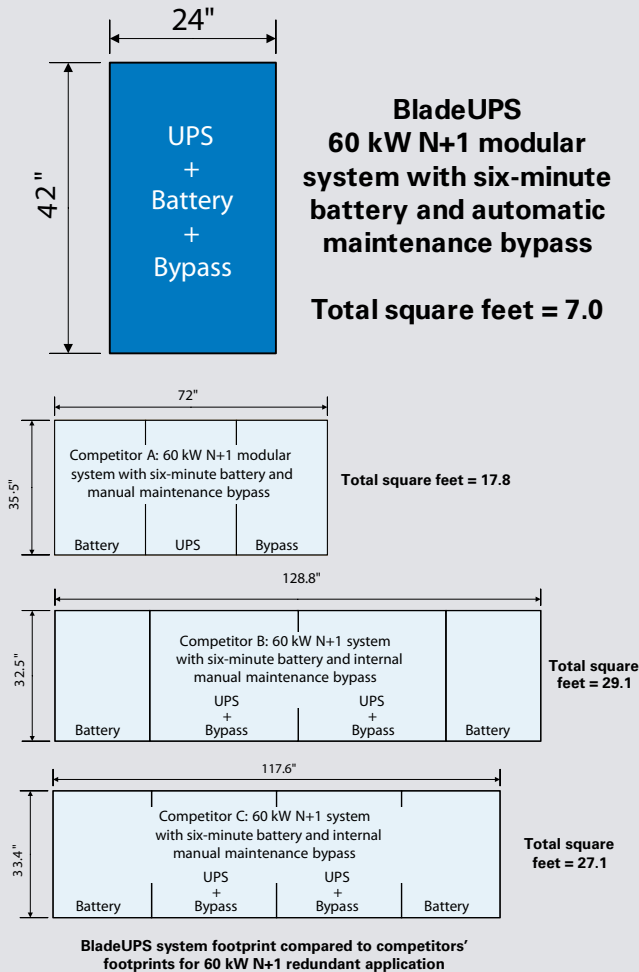 24"
42"
UPS
+
Battery
+
Bypass
BladeUPS
60 kW N+1 modular
system with six-minute
battery and automatic
maintenance bypass
Total square feet = 7.0
72"
35.5"
Competitor A: 60 kW N+1 modular
system with six-minute battery and
manual maintenance bypass
Battery UPS Bypass
Total square feet = 17.8
128.8"
32.5"
Competitor B: 60 kW N+1 system
with six-minute battery and internal
manual maintenance bypass
UPS UPS
+ +
Battery Bypass Bypass Battery
Total square
feet = 29.1
117.6"
33.4"
Competitor C: 60 kW N+1 system
with six-minute battery and internal
manual maintenance bypass
UPS UPS
+ +
Battery Bypass Bypass Battery
Total square
feet = 27.1
BladeUPS system footprint compared to competitors'
footprints for 60 kW N+1 redundant application